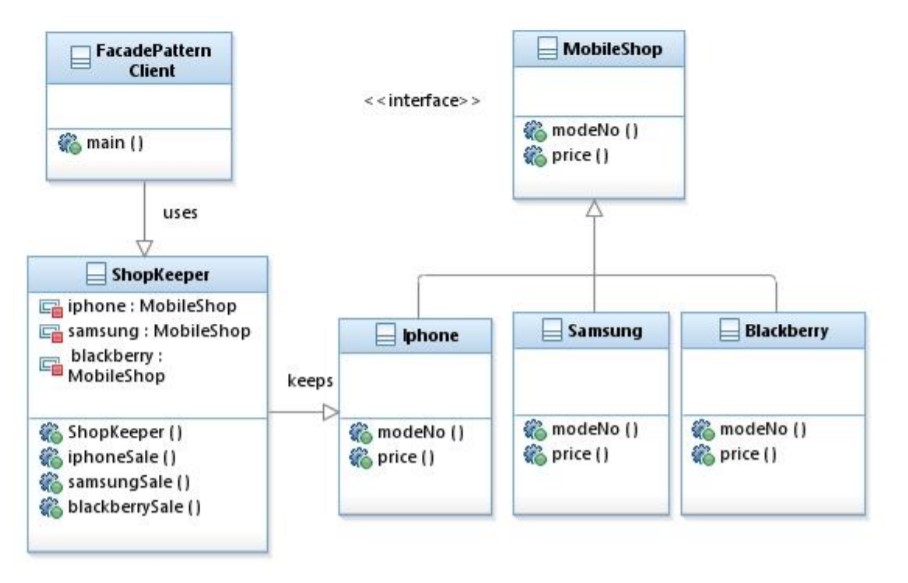 FacadePattern
Client
main ()
uses
<<interface>>
MobileShop
modeNo ()
price ()
ShopKeeper
iphone : MobileShop
samsung : MobileShop
blackberry :
MobileShop
ShopKeeper ()
iphoneSale ()
samsungSale ()
blackberrySale ()
keeps
Iphone
modeNo ()
price ()
Samsung
modeNo ()
price ()
Blackberry
modeNo ()
price ()